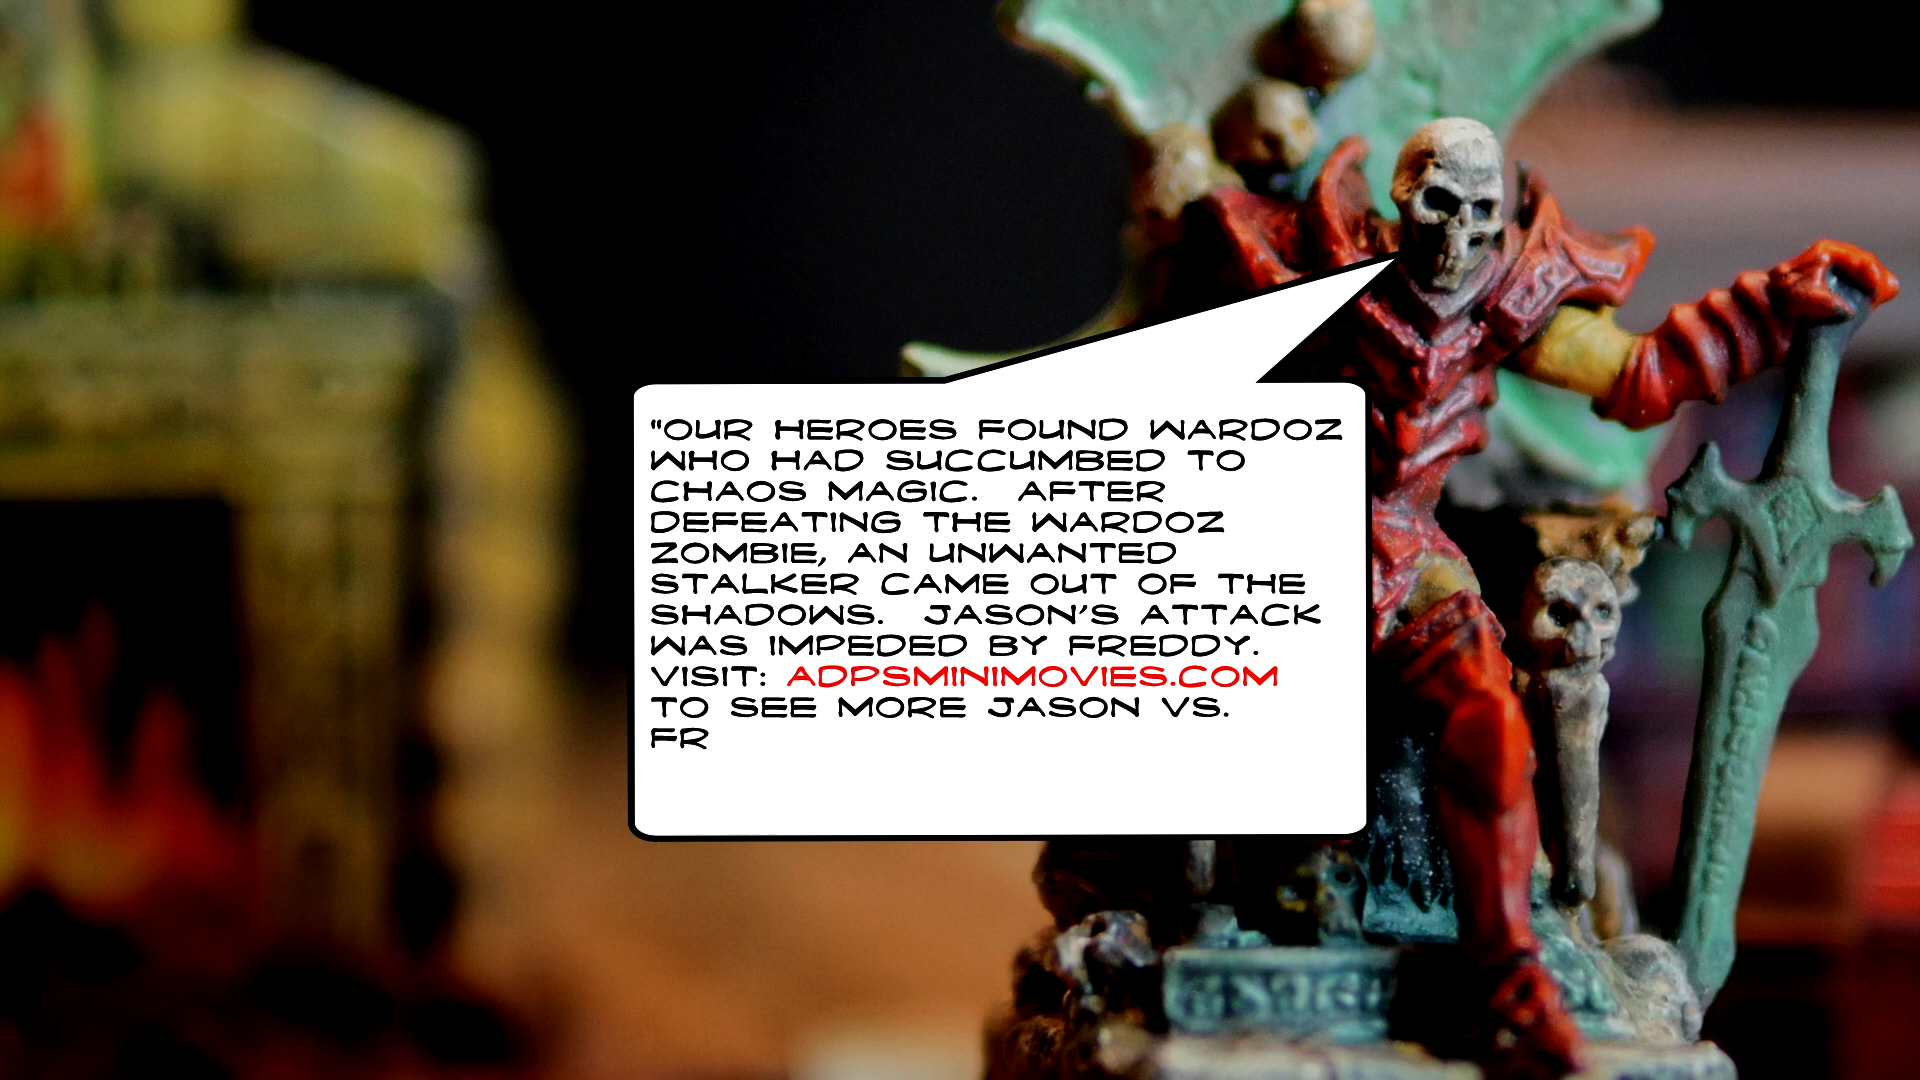 "OUR HEROES FOUND WARDOZ
WHO HAD SUCCUMBED TO
CHAOS MAGIC.  AFTER
DEFEATING THE WARDOZ
ZOMBIE, AN UNWANTED
STALKER CAME OUT OF THE
SHADOWS.  JASON'S ATTACK
WAS IMPEDED BY FREDDY.
VISIT: ADPSMINIMOVIES.COM
TO SEE MORE JASON VS.
FR